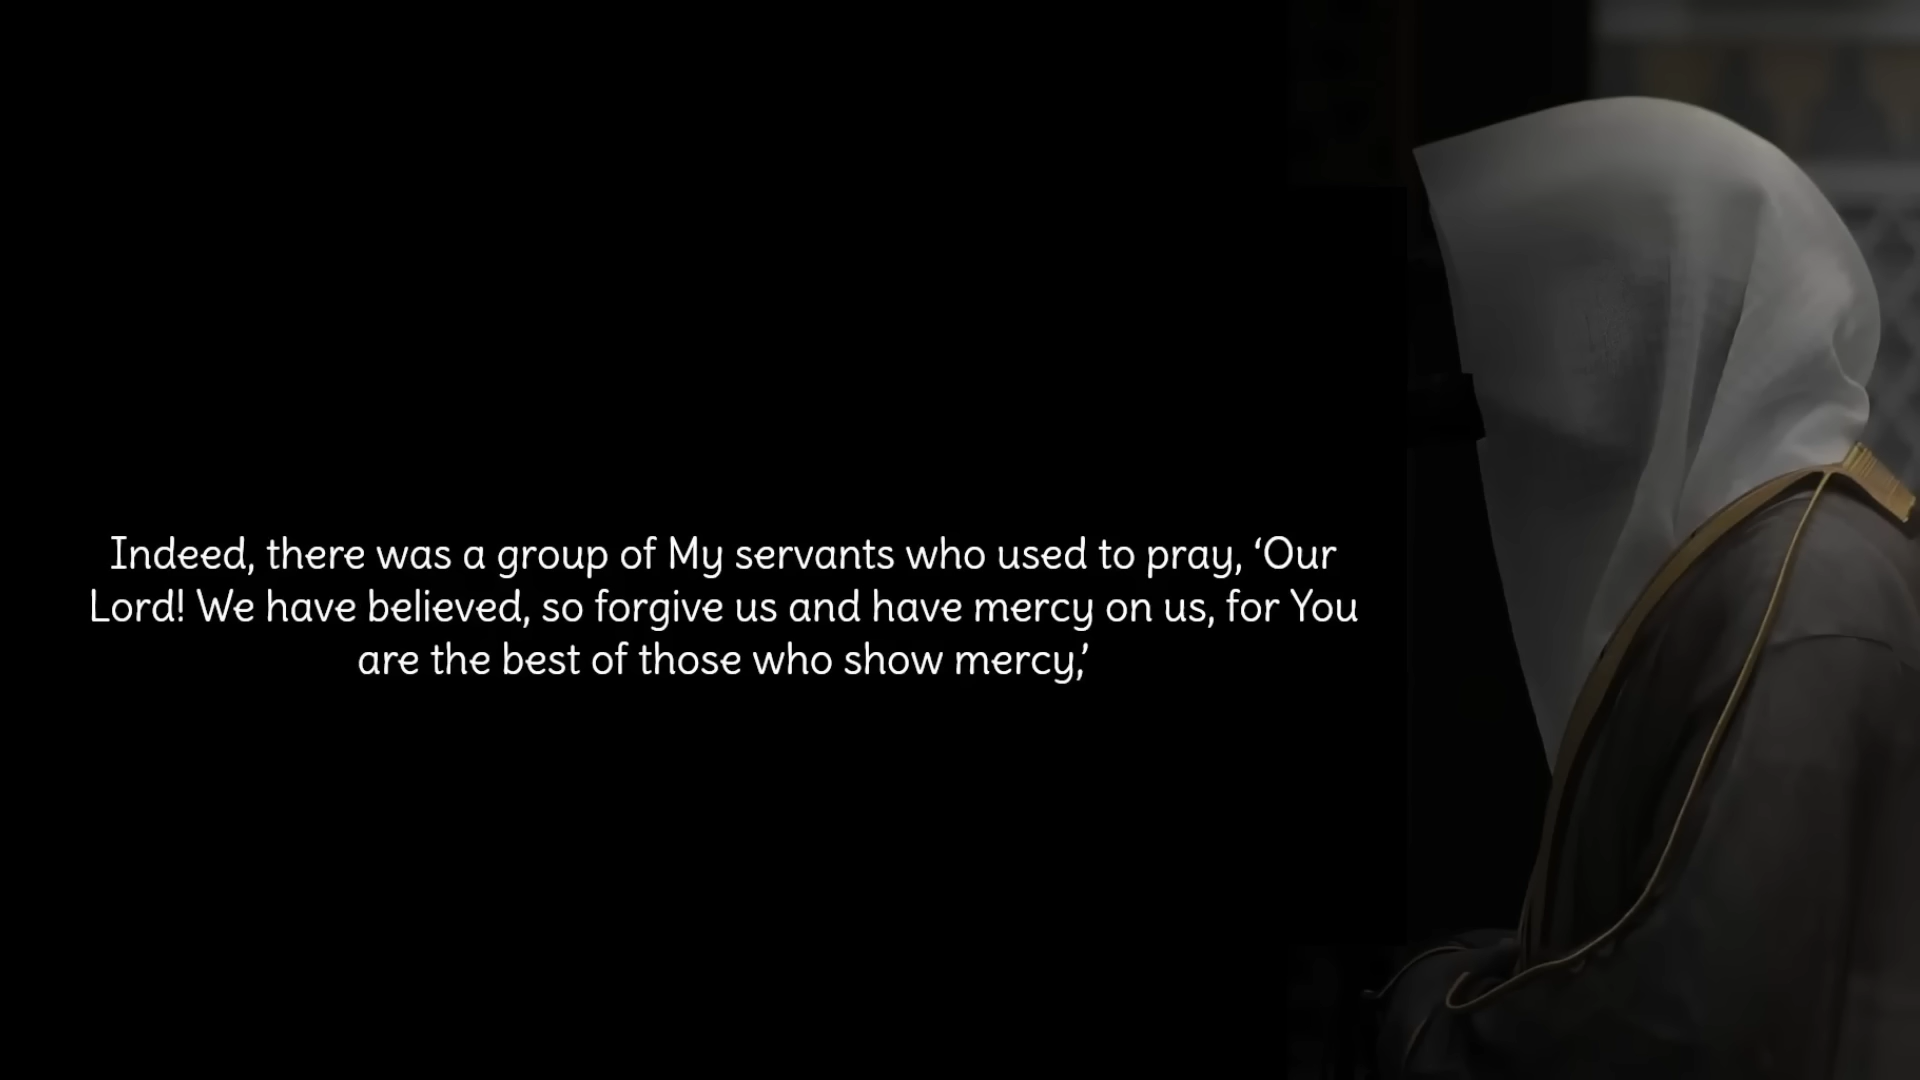 Indeed, there was a group of My servants who used to pray, ‘Our
Lord! We have believed, so forgive us and have mercy on us, for You
are the best of those who show mercy,’